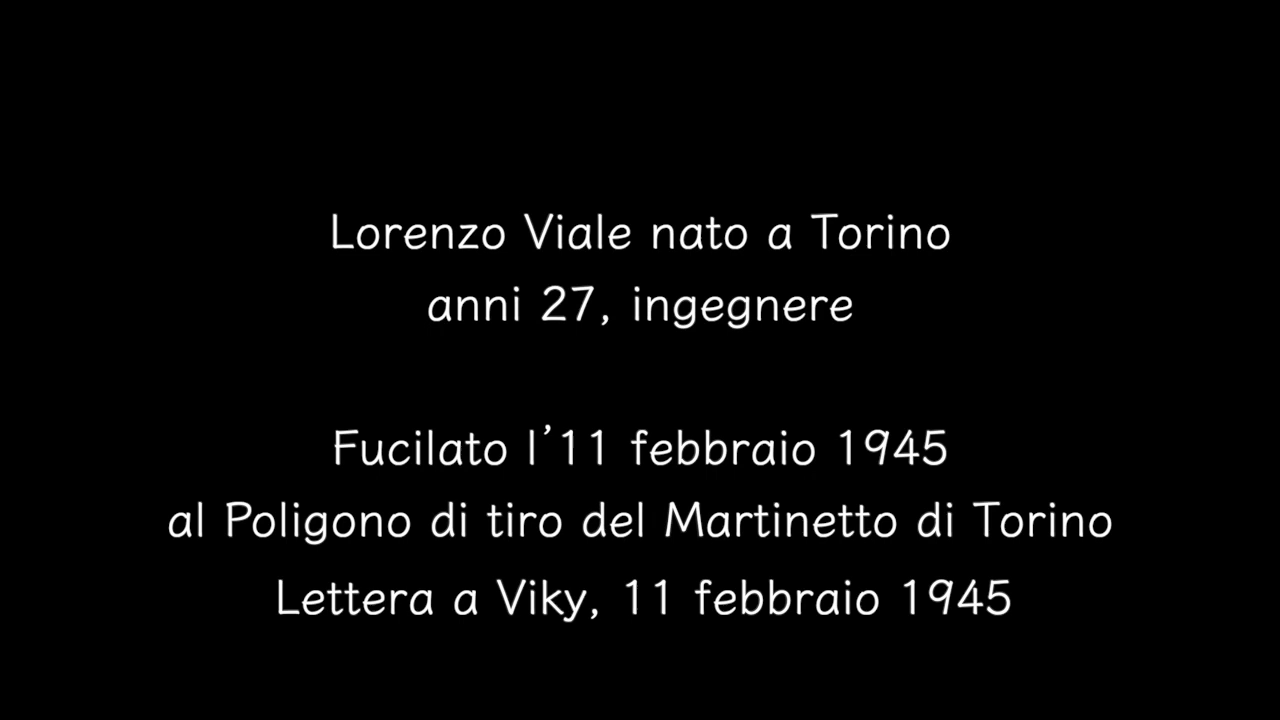 Lorenzo Viale nato a Torino
anni 27, ingegnere
Fucilato l’11 febbraio 1945
al Poligono di tiro del Martinetto di Torino
Lettera a Viky, 11 febbraio 1945